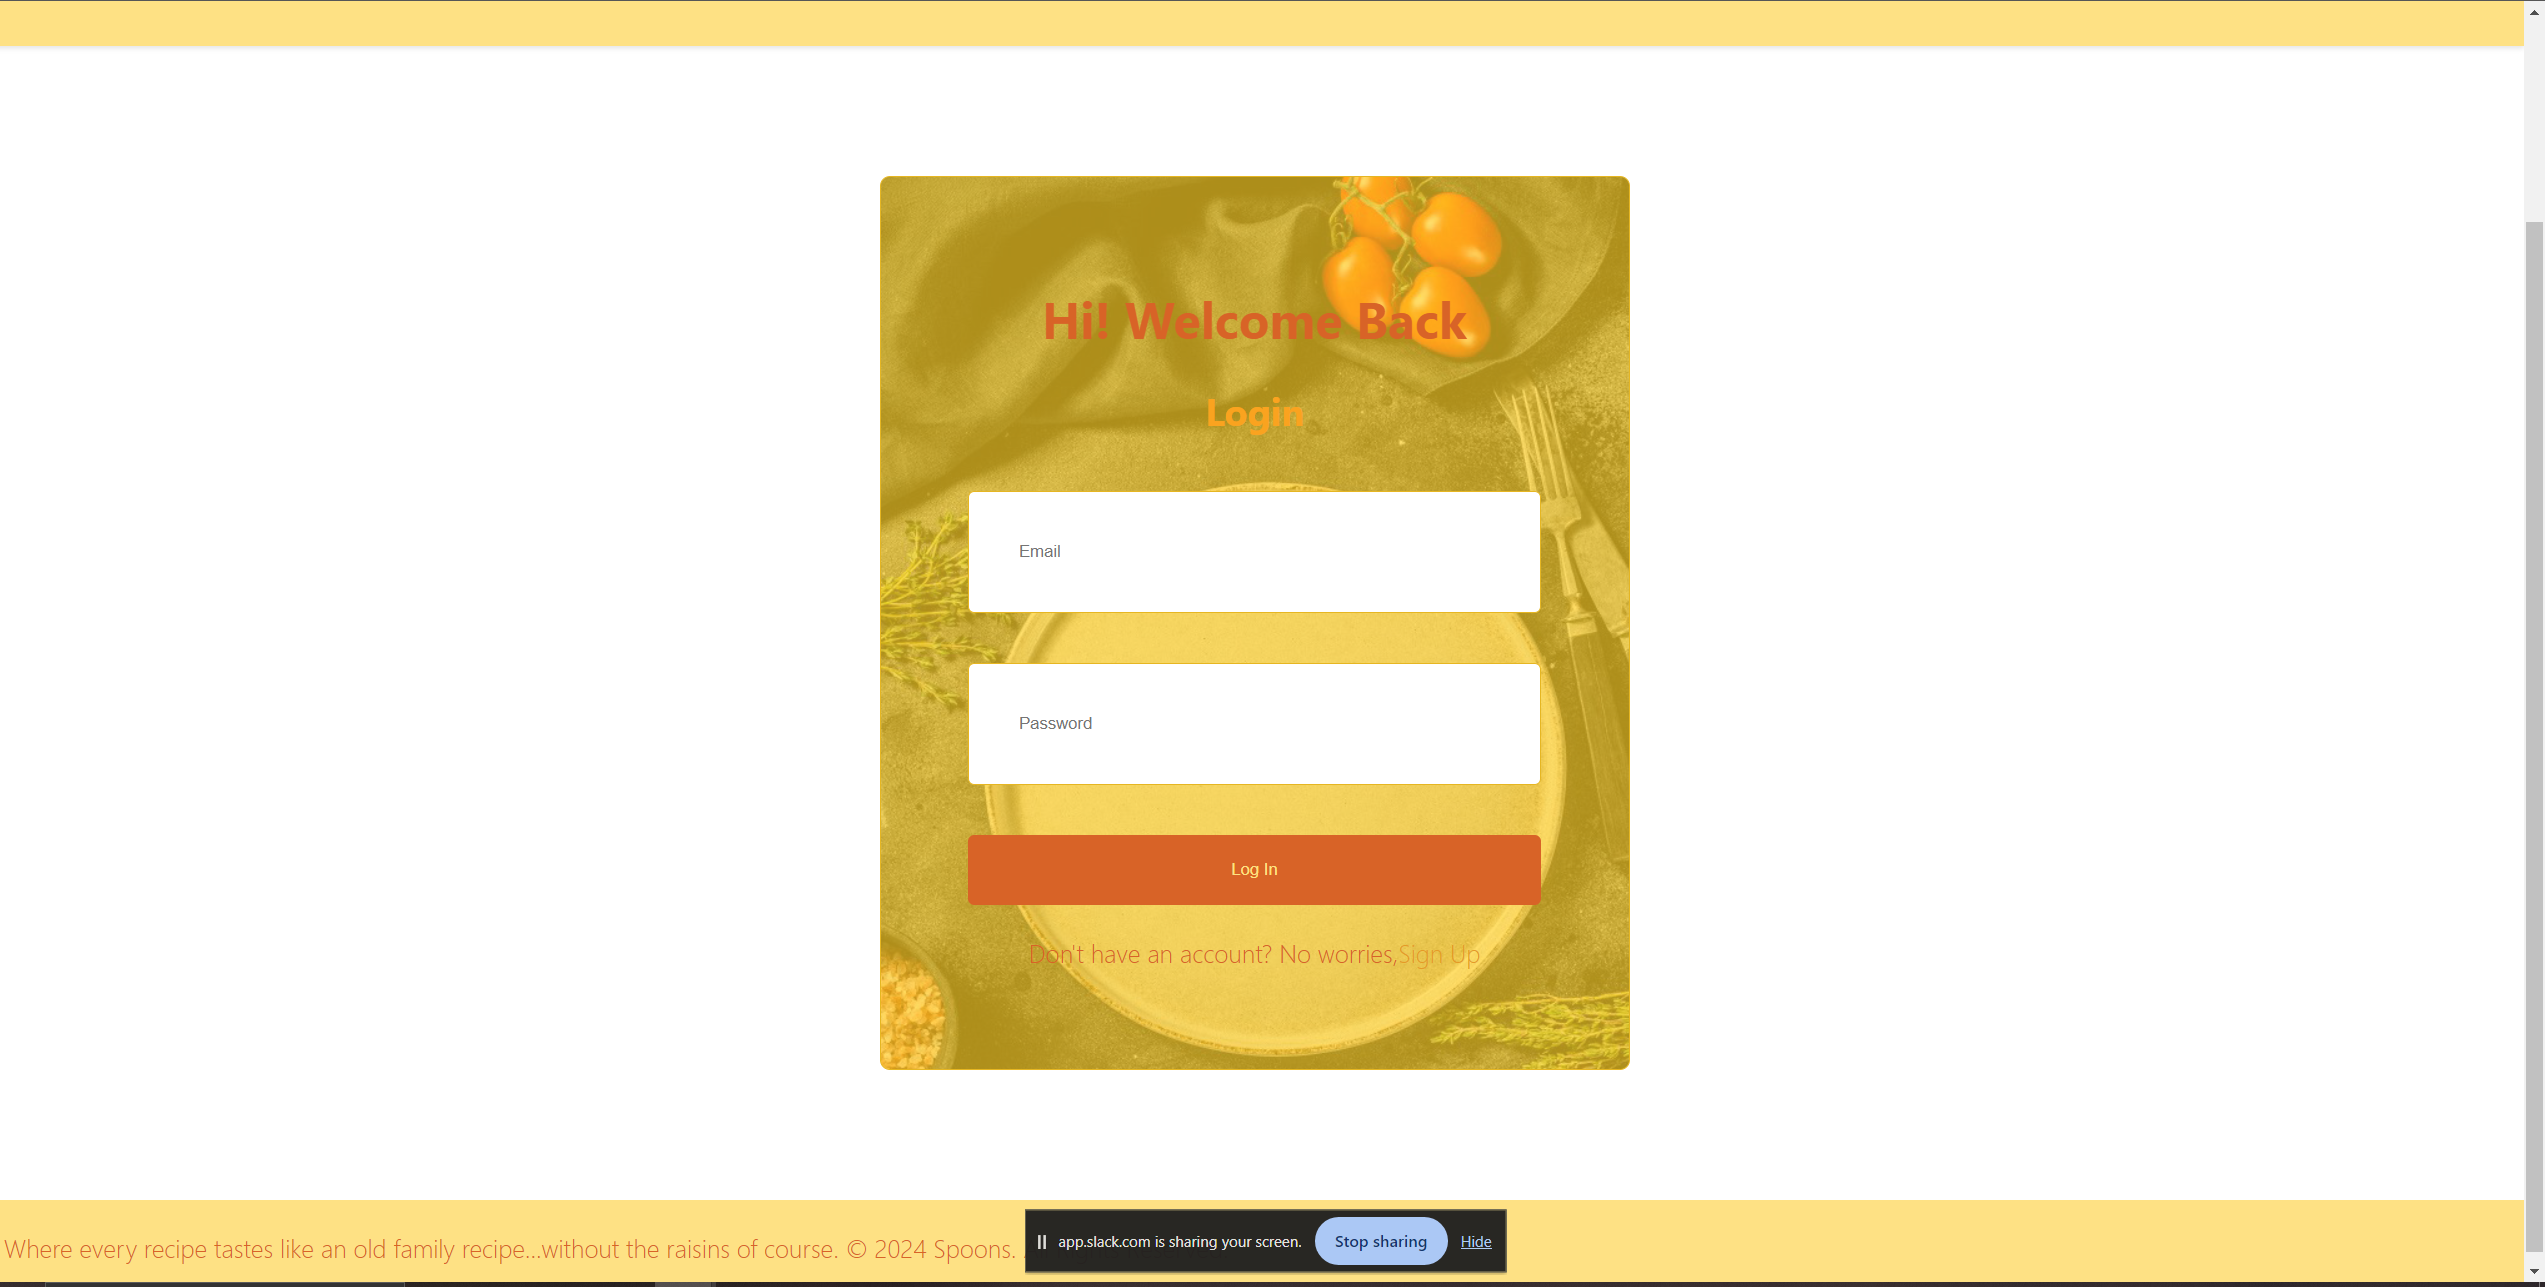 Hi! Welcome Back
Login
Email
Password
Log In
Don't have an account? No worries,Sign Up
Where every recipe tastes like an old family recipe...without the raisins of course. © 2024 Spoons.
app.slack.com is sharing your screen.
Stop sharing
Hide